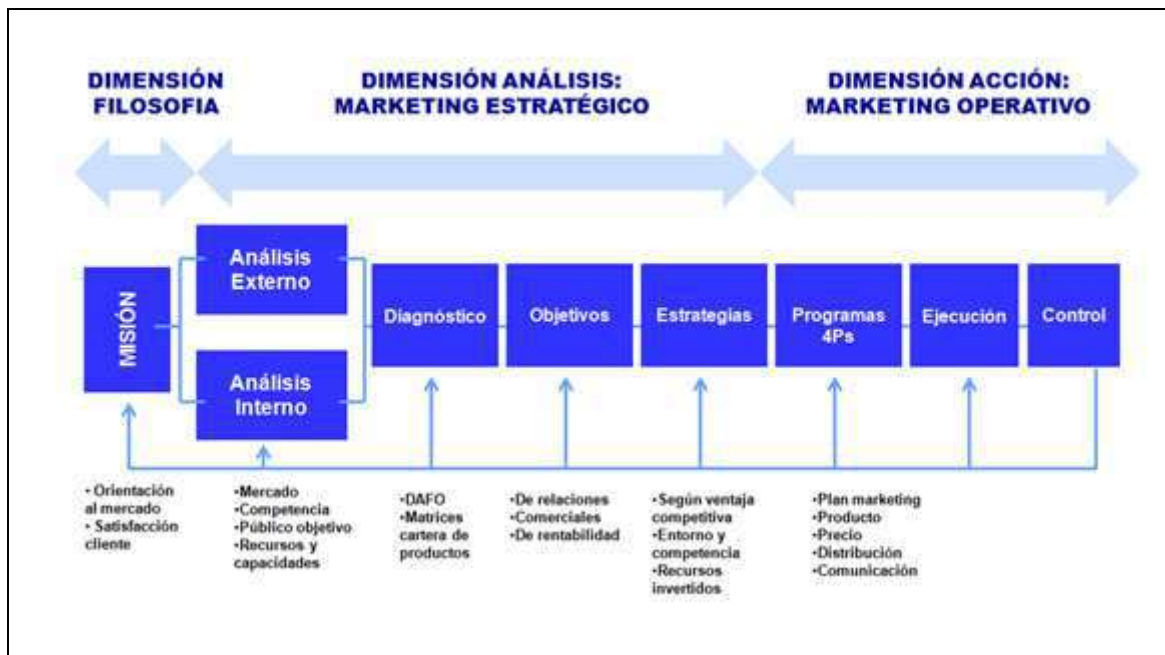 DIMENSIÓN
FILOSOFIA
DIMENSIÓN ANÁLISIS:
MARKETING ESTRATÉGICO
DIMENSIÓN ACCIÓN:
MARKETING OPERATIVO
MISIÓN
Análisis
Externo
Análisis
Interno
Diagnóstico
Objetivos
Estrategias
Programas
4Ps
Ejecución
Control
• Orientación
al mercado
• Satisfacción
cliente
•Mercado
•Competencia
•Público objetivo
•Recursos y
capacidades
•DAFO
•Matrices
cartera de
productos
•De relaciones
•Comerciales
•De rentabilidad
•Según ventaja
competitiva
•Entorno y
competencia
•Recursos
invertidos
•Plan marketing
•Producto
•Precio
•Distribución
•Comunicación